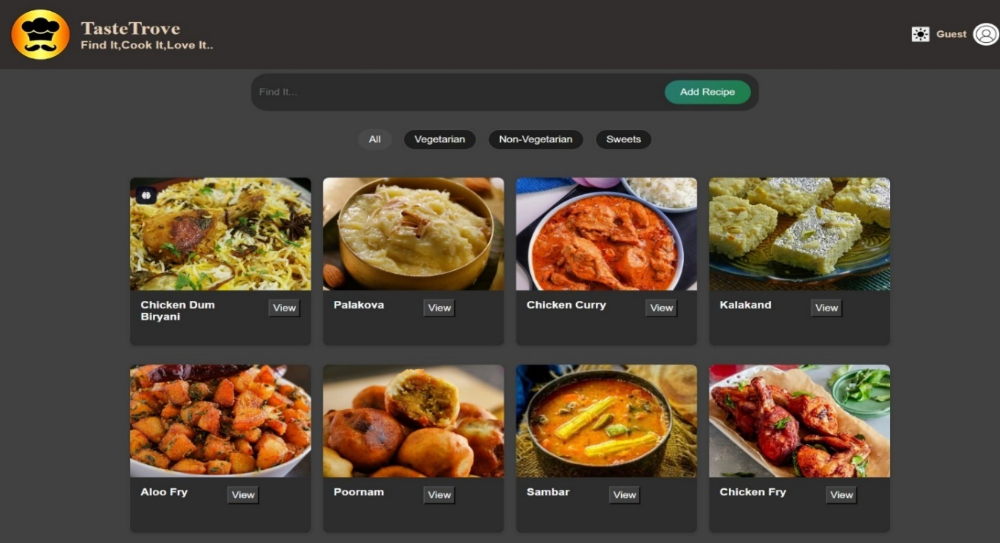 TasteTrove
Find It,Cook It,Love It..
Guest
Find It...
Add Recipe
All
Vegetarian
Non-Vegetarian
Sweets
Chicken Dum
Biryani
View
Palakova
View
Chicken Curry
View
Kalakand
View
Aloo Fry
View
Poornam
View
Sambar
View
Chicken Fry
View